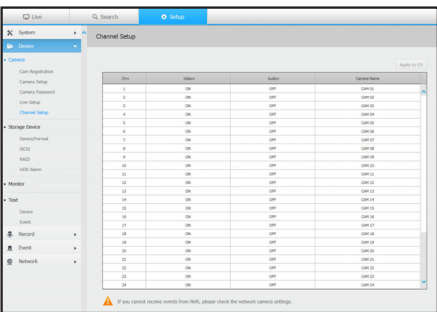 Live
Search
Setup
System
Device
Camera
Cam Registration
Camera Setup
Camera Password
Live Setup
Channel Setup
Storage Device
Device/Format
iSCSI
RAID
HDD Alarm
Monitor
Text
Device
Event
Record
Event
Network
Channel Setup
Apply to CH
CH Video Audio Camera Name
1 ON OFF CAM 01
2 ON OFF CAM 02
3 ON OFF CAM 03
4 ON OFF CAM 04
5 ON OFF CAM 05
6 ON OFF CAM 06
7 ON OFF CAM 07
8 ON OFF CAM 08
9 ON OFF CAM 09
10 ON OFF CAM 10
11 ON OFF CAM 11
12 ON OFF CAM 12
13 ON OFF CAM 13
14 ON OFF CAM 14
15 ON OFF CAM 15
16 ON OFF CAM 16
17 ON OFF CAM 17
18 ON OFF CAM 18
19 ON OFF CAM 19
20 ON OFF CAM 20
21 ON OFF CAM 21
22 ON OFF CAM 22
23 ON OFF CAM 23
24 ON OFF CAM 24
If you cannot receive events from NVR, please check the network camera settings.